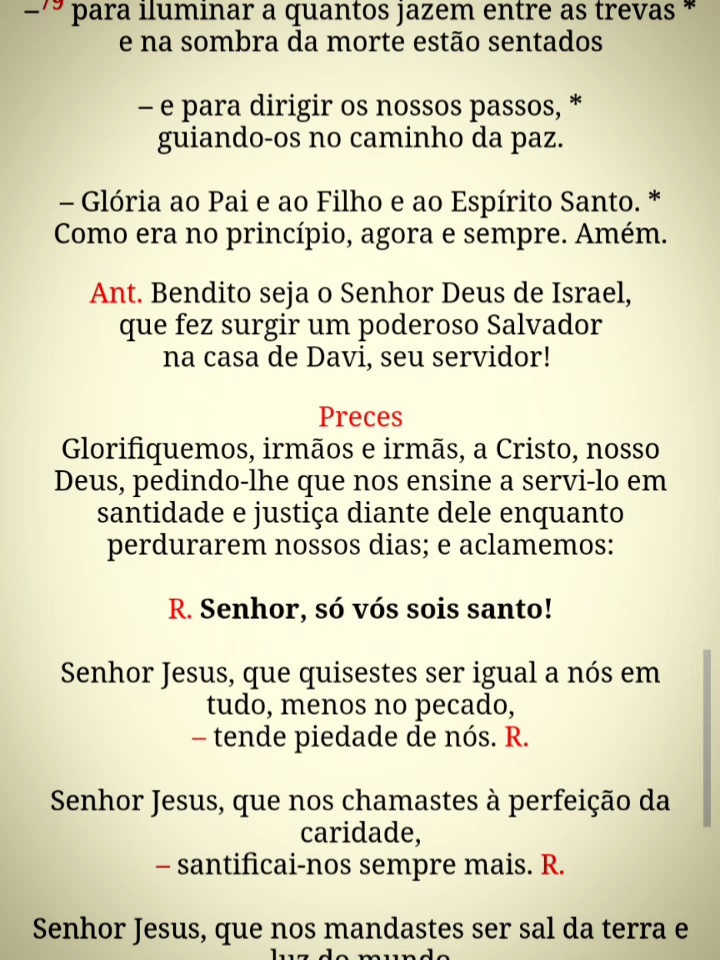 –79 para iluminar a quantos jazem entre as trevas *
e na sombra da morte estão sentados
– e para dirigir os nossos passos, *
guiando-os no caminho da paz.
– Glória ao Pai e ao Filho e ao Espírito Santo. *
Como era no princípio, agora e sempre. Amém.
Ant. Bendito seja o Senhor Deus de Israel,
que fez surgir um poderoso Salvador
na casa de Davi, seu servidor!
Preces
Glorifiquemos, irmãos e irmãs, a Cristo, nosso
Deus, pedindo-lhe que nos ensine a servi-lo em
santidade e justiça diante dele enquanto
perdurarem nossos dias; e aclamemos:
R. Senhor, só vós sois santo!
Senhor Jesus, que quisestes ser igual a nós em
tudo, menos no pecado,
– tende piedade de nós. R.
Senhor Jesus, que nos chamastes à perfeição da
caridade,
– santificai-nos sempre mais. R.
Senhor Jesus, que nos mandastes ser sal da terra e
luz do mundo